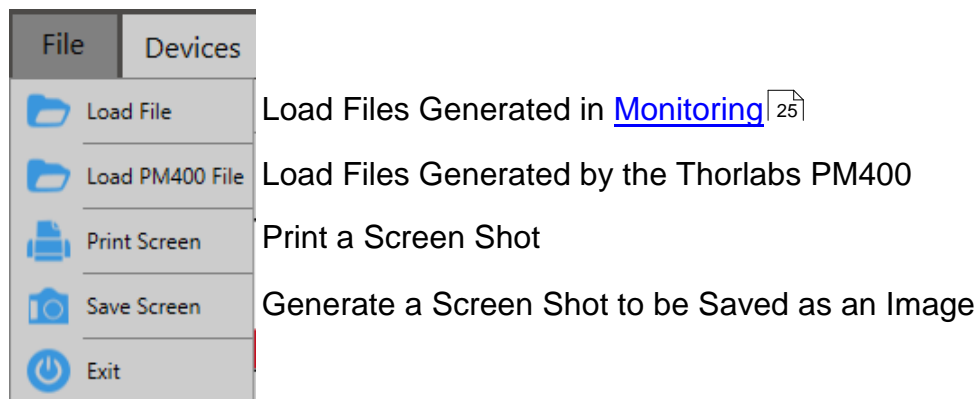 File Devices
Load File Load Files Generated in Monitoring 25
Load PM400 File Load Files Generated by the Thorlabs PM400
Print Screen Print a Screen Shot
Save Screen Generate a Screen Shot to be Saved as an Image
Exit